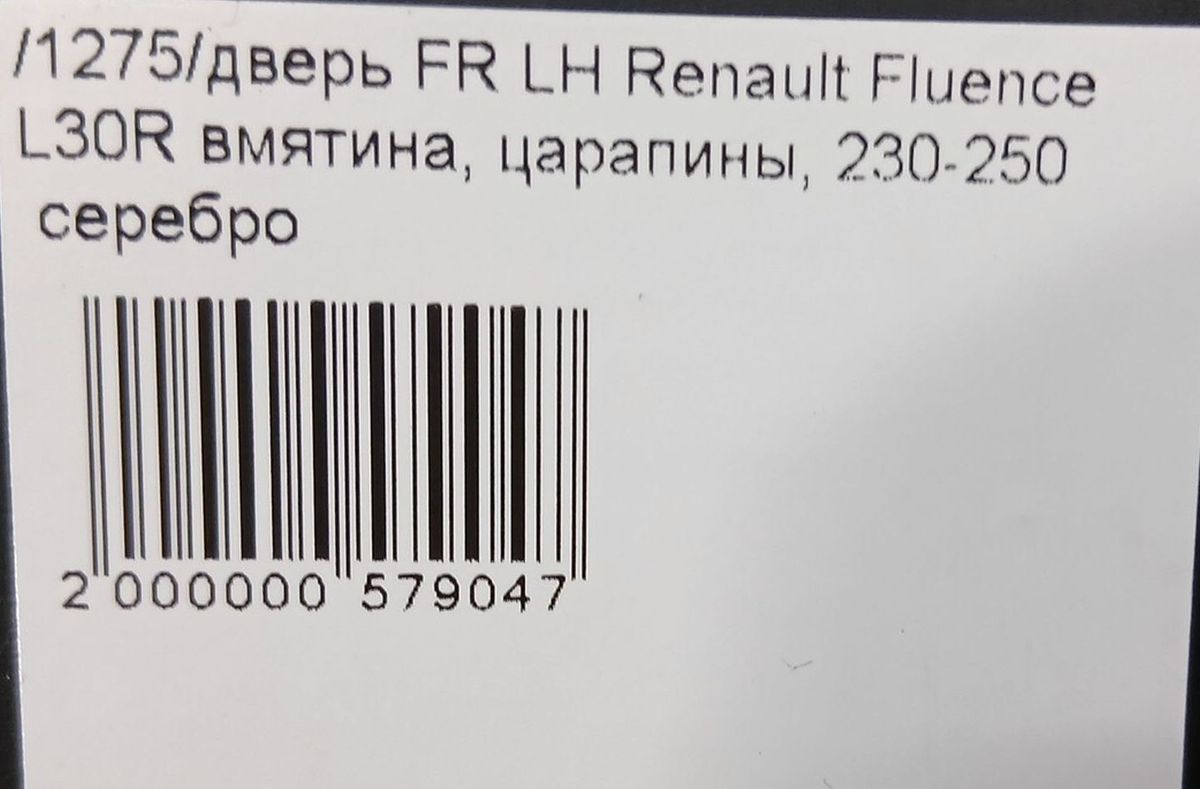 /1275/дверь FR LH Renault Fluence
L30R вмятина, царапины, 230-250
серебро
2 000000 579047